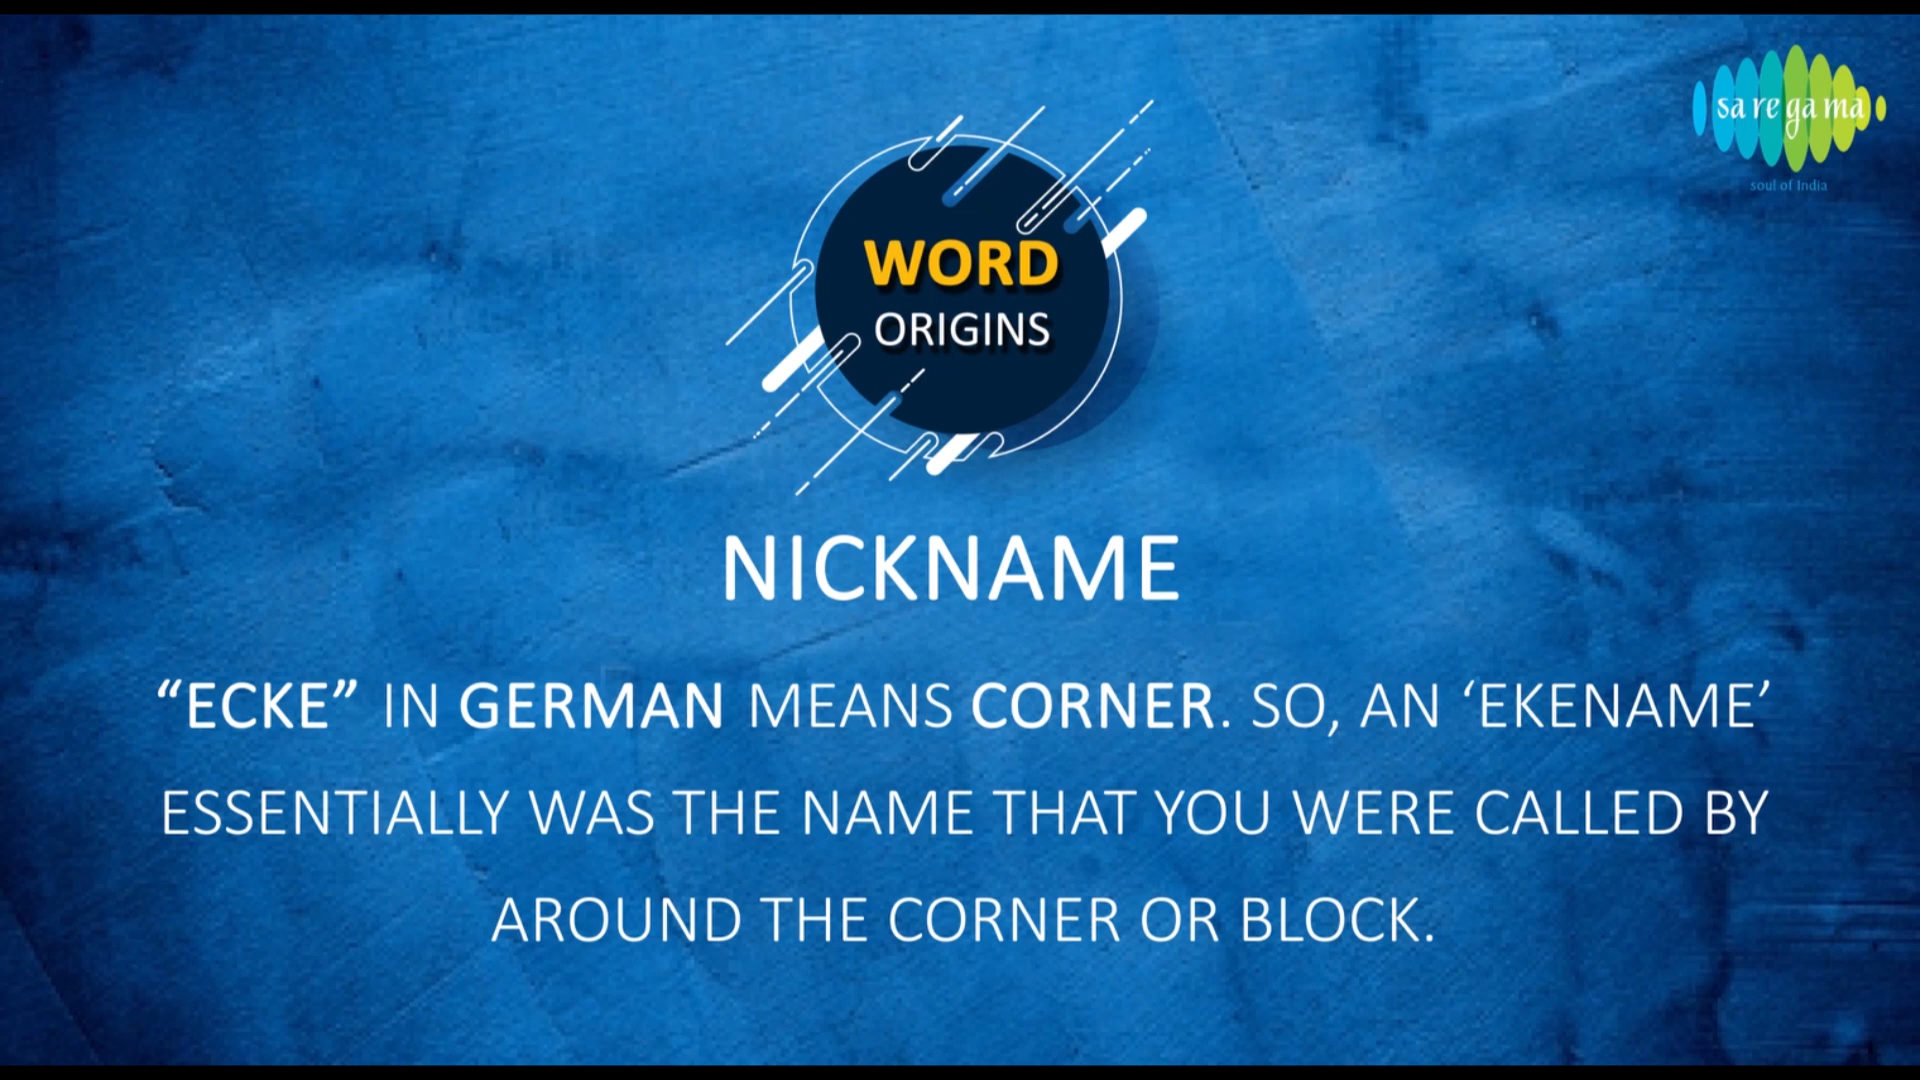 sa re ga ma
soul of India
WORD
ORIGINS
NICKNAME
“ECKE” IN GERMAN MEANS CORNER. SO, AN ‘EKENAME’
ESSENTIALLY WAS THE NAME THAT YOU WERE CALLED BY
AROUND THE CORNER OR BLOCK.